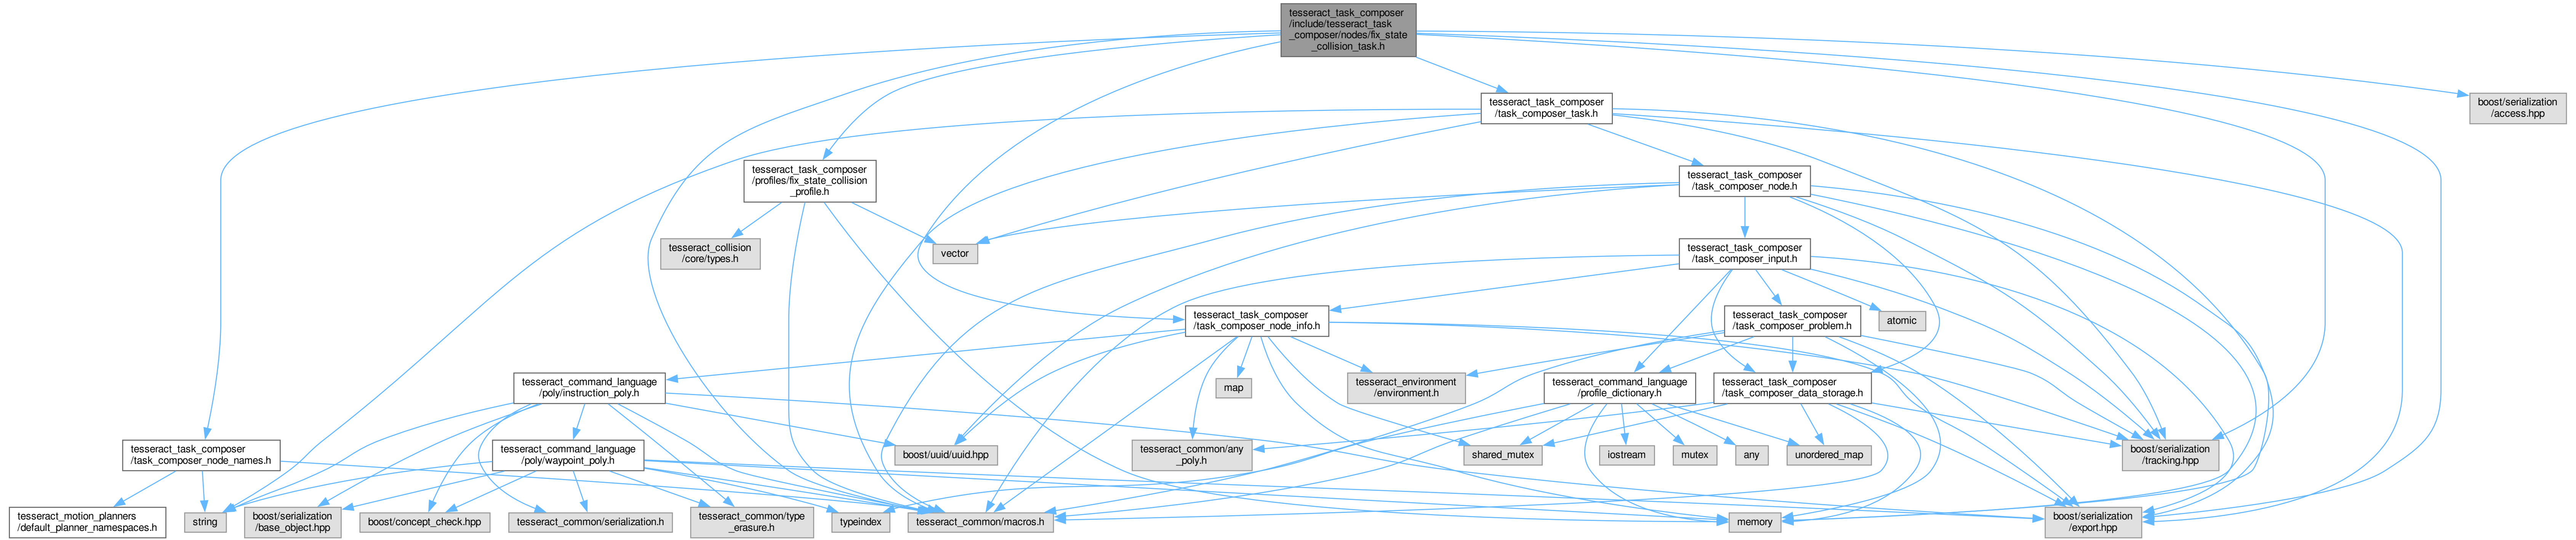 tesseract_task_composer
/include/tesseract_task
_composer/nodes/fix_state
_collision_task.h
boost/serialization
/access.hpp
tesseract_task_composer
/task_composer_task.h
tesseract_task_composer
/profiles/fix_state_collision
_profile.h
tesseract_task_composer
/task_composer_node.h
tesseract_collision
/core/types.h
vector
tesseract_task_composer
/task_composer_input.h
tesseract_task_composer
/task_composer_node_info.h
tesseract_task_composer
/task_composer_problem.h
atomic
tesseract_command_language
/poly/instruction_poly.h
map
tesseract_environment
/environment.h
tesseract_command_language
/profile_dictionary.h
tesseract_task_composer
/task_composer_data_storage.h
tesseract_task_composer
/task_composer_node_names.h
tesseract_command_language
/poly/waypoint_poly.h
boost/uuid/uuid.hpp
tesseract_common/any
_poly.h
shared_mutex
iostream
mutex
any
unordered_map
boost/serialization
/tracking.hpp
tesseract_motion_planners
/default_planner_namespaces.h
string
boost/serialization
/base_object.hpp
boost/concept_check.hpp
tesseract_common/serialization.h
tesseract_common/type
_erasure.h
typeindex
tesseract_common/macros.h
memory
boost/serialization
/export.hpp